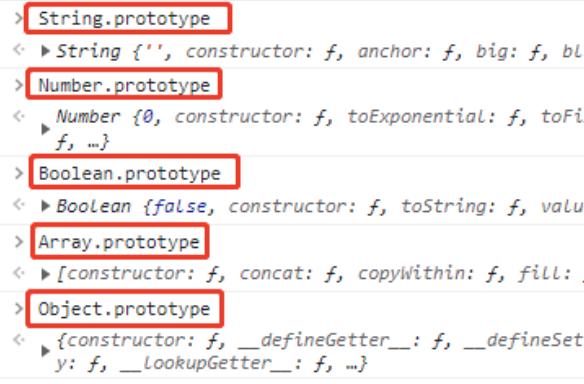 > String.prototype
< ▶ String {'', constructor: ƒ, anchor: ƒ, big: ƒ, bl
> Number.prototype
< ▶ Number {0, constructor: ƒ, toExponential: ƒ, toFi
ƒ, …}
> Boolean.prototype
< ▶ Boolean {false, constructor: ƒ, toString: ƒ, valu
> Array.prototype
< ▶ [constructor: ƒ, concat: ƒ, copyWithin: ƒ, fill:
> Object.prototype
< ▶ {constructor: ƒ, __defineGetter__: ƒ, __defineSet
y: ƒ, __lookupGetter__: ƒ, …}